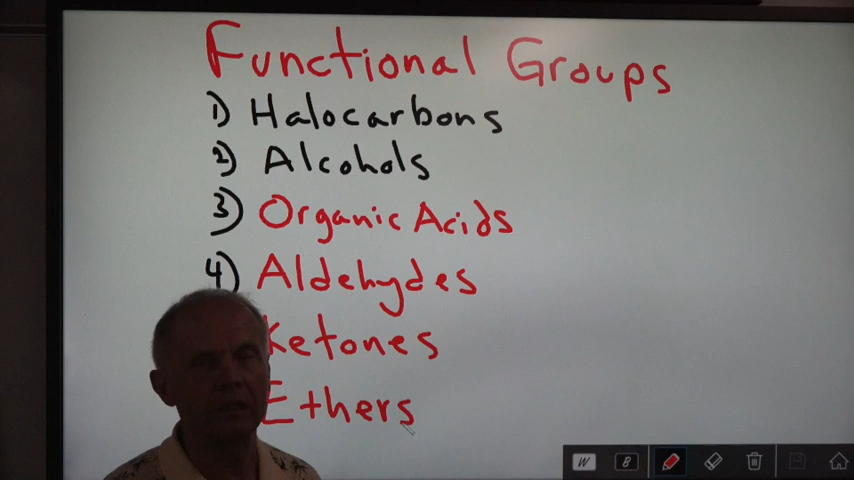 Functional Groups
1) Halocarbons
2) Alcohols
3) Organic Acids
4) Aldehydes
Ketones
Ethers
W B